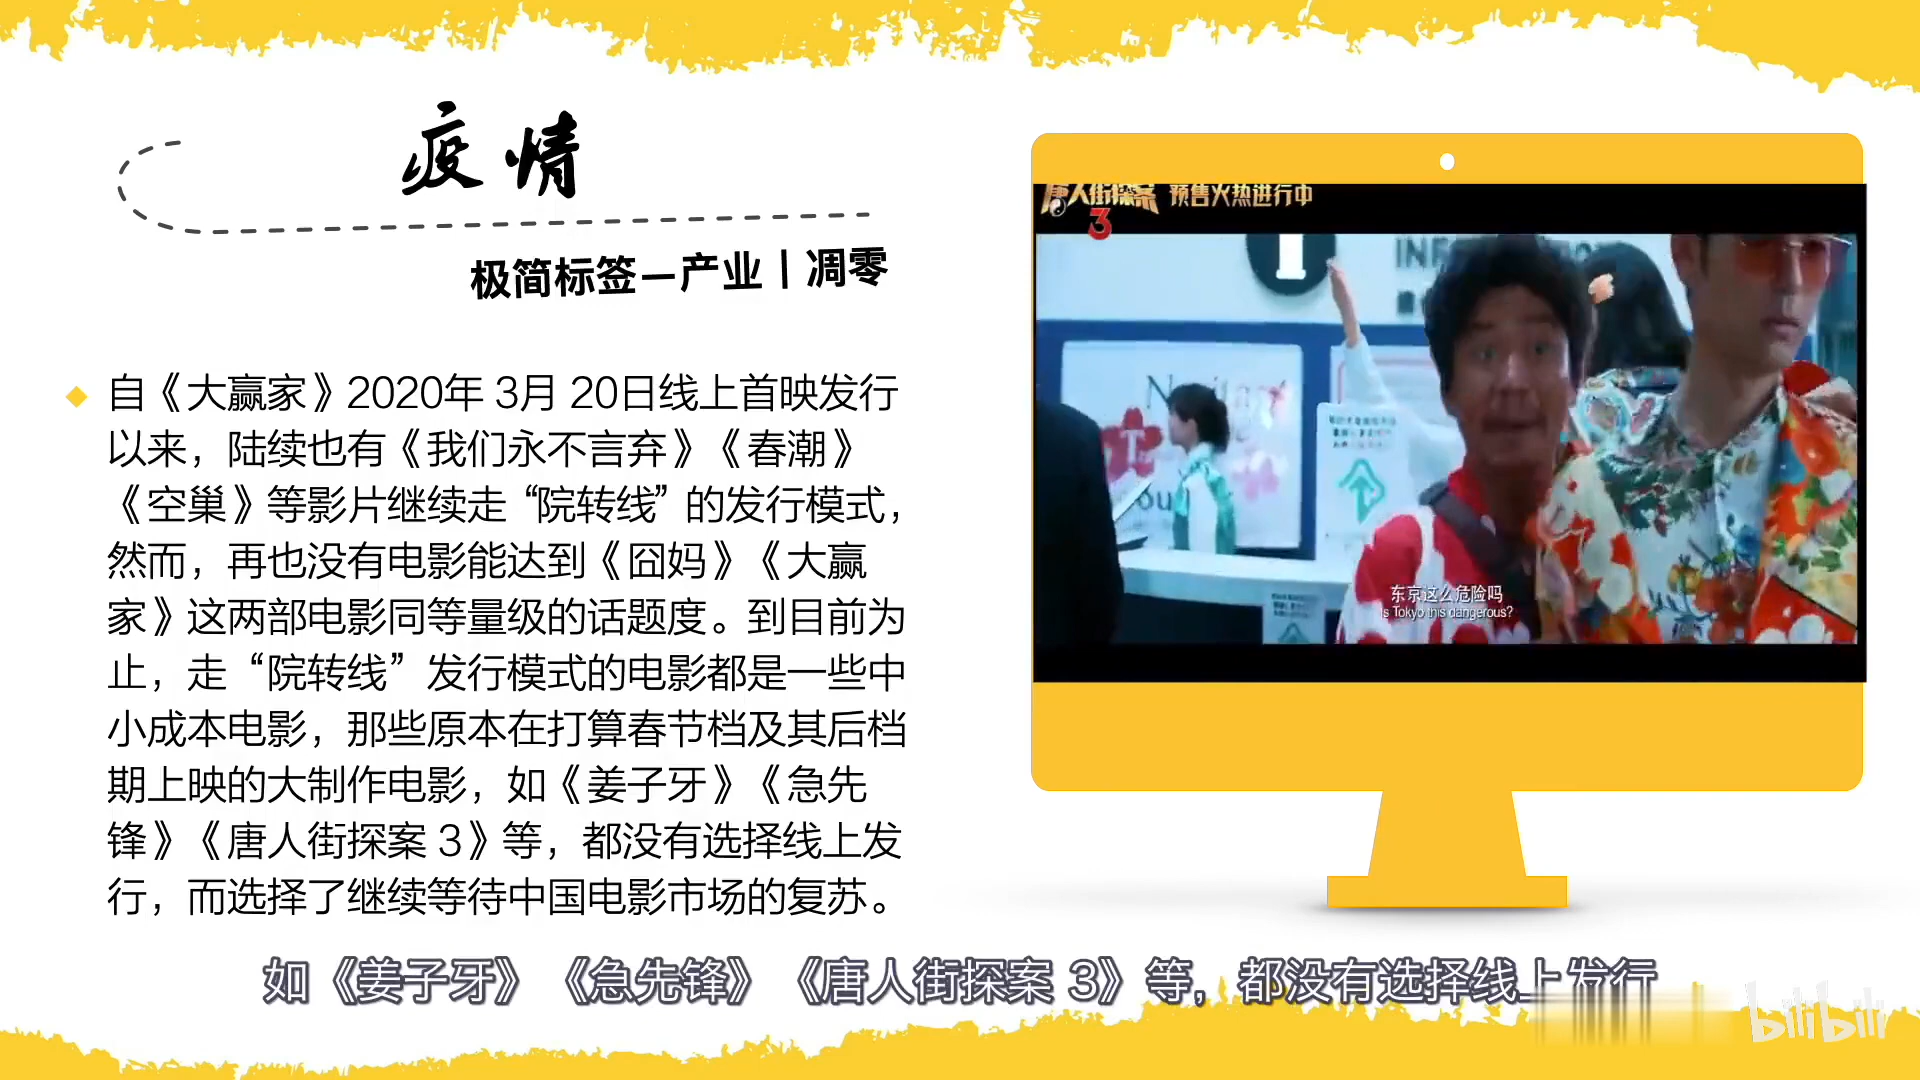 疫情
极简标签—产业丨凋零
自《大赢家》2020年 3月 20日线上首映发行
以来，陆续也有《我们永不言弃》《春潮》
《空巢》等影片继续走“院转线”的发行模式，
然而，再也没有电影能达到《囧妈》《大赢
家》这两部电影同等量级的话题度。到目前为
止，走“院转线”发行模式的电影都是一些中
小成本电影，那些原本在打算春节档及其后档
期上映的大制作电影，如《姜子牙》《急先
锋》《唐人街探案 3》等，都没有选择线上发
行，而选择了继续等待中国电影市场的复苏。
唐人街探案3 预售火热进行中
东京这么危险吗
Is Tokyo this dangerous?
如《姜子牙》《急先锋》《唐人街探案 3》等，都没有选择线上发行
bilibili